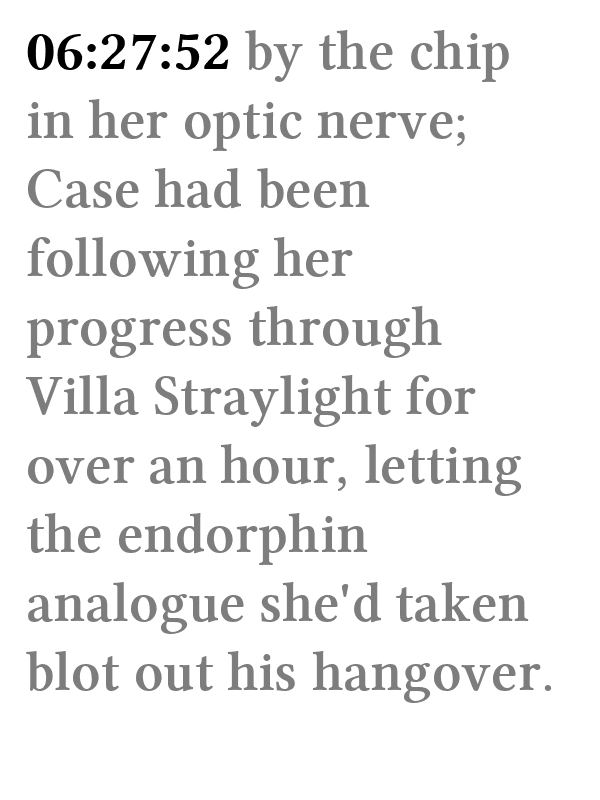 06:27:52 by the chip
in her optic nerve;
Case had been
following her
progress through
Villa Straylight for
over an hour, letting
the endorphin
analogue she'd taken
blot out his hangover.